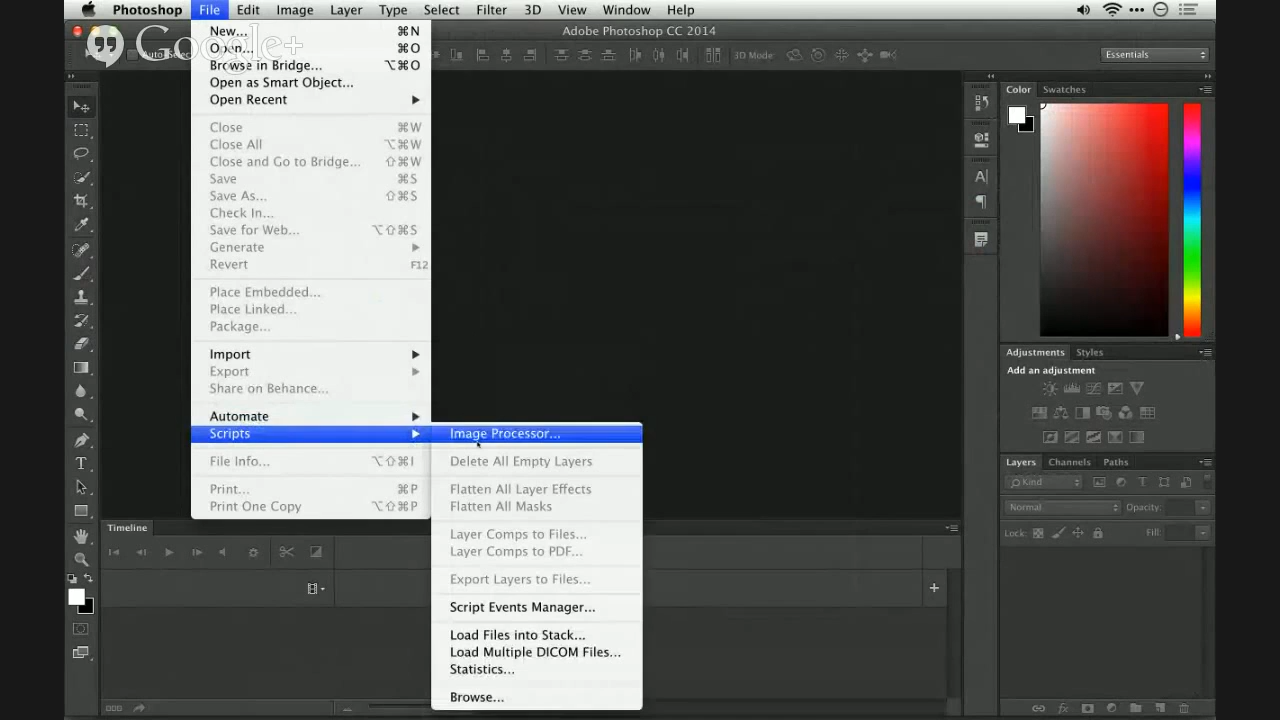 Photoshop File Edit Image Layer Type Select Filter 3D View Window Help
Adobe Photoshop CC 2014
Google+
3D Mode
Essentials
New... ⌘N
Open... ⌘O
Browse in Bridge... ⌥⌘O
Open as Smart Object...
Open Recent
Close ⌘W
Close All ⌥⌘W
Close and Go to Bridge... ⇧⌘W
Save ⌘S
Save As... ⇧⌘S
Check In...
Save for Web... ⌥⇧⌘S
Generate
Revert F12
Place Embedded...
Place Linked...
Package...
Import
Export
Share on Behance...
Automate
Scripts
File Info... ⌥⇧⌘I
Print... ⌘P
Print One Copy ⌥⇧⌘P
Image Processor...
Delete All Empty Layers
Flatten All Layer Effects
Flatten All Masks
Layer Comps to Files...
Layer Comps to PDF...
Export Layers to Files...
Script Events Manager...
Load Files into Stack...
Load Multiple DICOM Files...
Statistics...
Browse...
Timeline
Color Swatches
Adjustments Styles
Add an adjustment
Layers Channels Paths
Kind
Normal Opacity:
Lock: Fill: